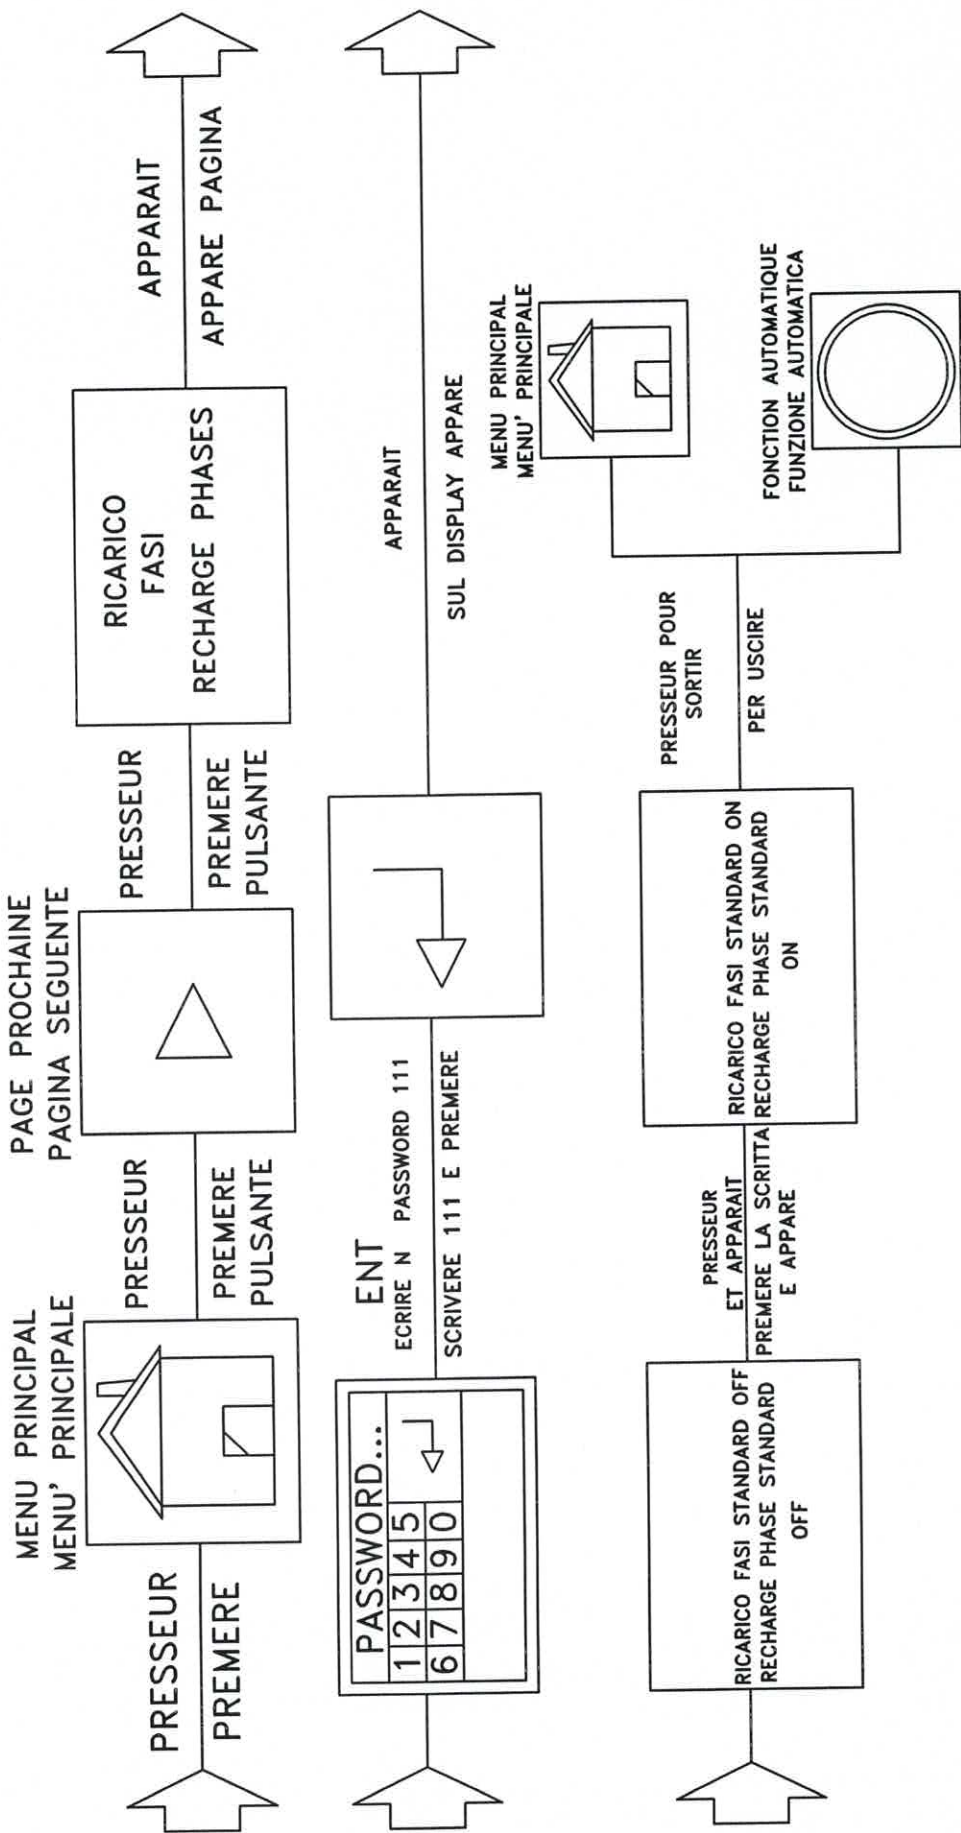 MENU PRINCIPAL
MENU' PRINCIPALE
PAGE PROCHAINE
PAGINA SEGUENTE
PRESSEUR
PREMERE
PRESSEUR
PREMERE
PULSANTE
PRESSEUR
PREMERE
PULSANTE
RICARICO
FASI
RECHARGE PHASES
APPARAIT
APPARE PAGINA
PASSWORD...
1 2 3 4 5
6 7 8 9 0
ENT
ECRIRE N PASSWORD 111
SCRIVERE 111 E PREMERE
APPARAIT
SUL DISPLAY APPARE
RICARICO FASI STANDARD OFF
RECHARGE PHASE STANDARD
OFF
PRESSEUR
ET APPARAIT
PREMERE LA SCRITTA
E APPARE
RICARICO FASI STANDARD ON
RECHARGE PHASE STANDARD
ON
PRESSEUR POUR
SORTIR
PER USCIRE
MENU PRINCIPAL
MENU' PRINCIPALE
FONCTION AUTOMATIQUE
FUNZIONE AUTOMATICA